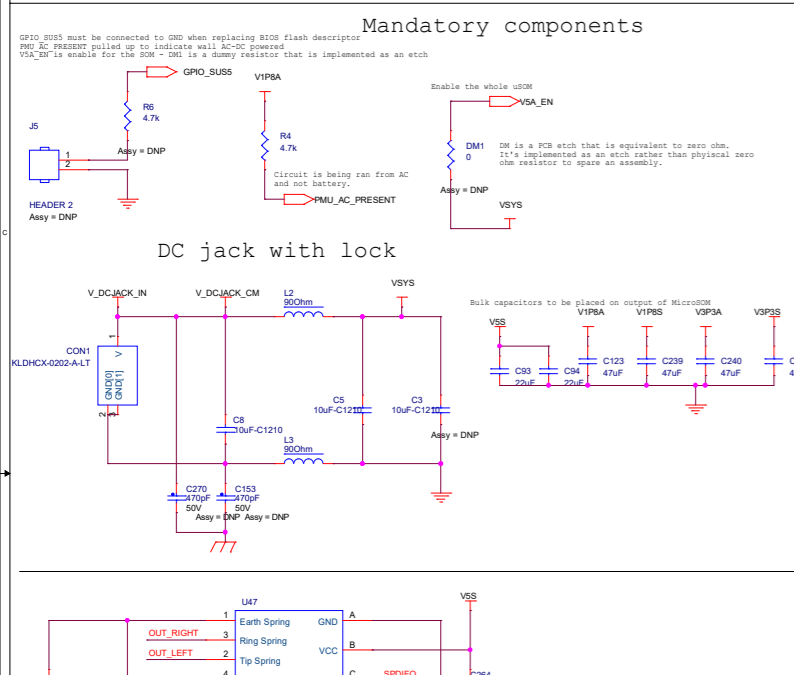 Mandatory components
GPIO_SUS5 must be connected to GND when replacing BIOS flash descriptor
PMU_AC_PRESENT pulled up to indicate wall AC-DC powered
V5A_EN is enable for the SOM - DM1 is a dummy resistor that is implemented as an etch
GPIO_SUS5
V1P8A
Enable the whole uSOM
V5A_EN
R6
4.7k
J5
1
2
Assy = DNP
HEADER 2
Assy = DNP
R4
4.7k
Circuit is being ran from AC
and not battery.
PMU_AC_PRESENT
DM1
0
DM is a PCB etch that is equivalent to zero ohm.
It's implemented as an etch rather than phyiscal zero
ohm resistor to spare an assembly.
Assy = DNP
VSYS
C
DC jack with lock
V_DCJACK_IN
V_DCJACK_CM
L2
90Ohm
VSYS
Bulk capacitors to be placed on output of MicroSOM
V5S
V1P8A
V1P8S
V3P3A
V3P3S
CON1
KLDHCX-0202-A-LT
1
V
GND[0]
GND[1]
2
3
C93
22uF
C94
22uF
C123
47uF
C239
47uF
C240
47uF
C
4
C5
10uF-C1210
C3
10uF-C1210
Assy = DNP
C8
10uF-C1210
L3
90Ohm
C270
470pF
50V
Assy = DNP
C153
470pF
50V
Assy = DNP
U47
V5S
1
Earth Spring
GND
A
OUT_RIGHT
3
Ring Spring
OUT_LEFT
2
Tip Spring
VCC
B
4
C
SPDIFO
C264